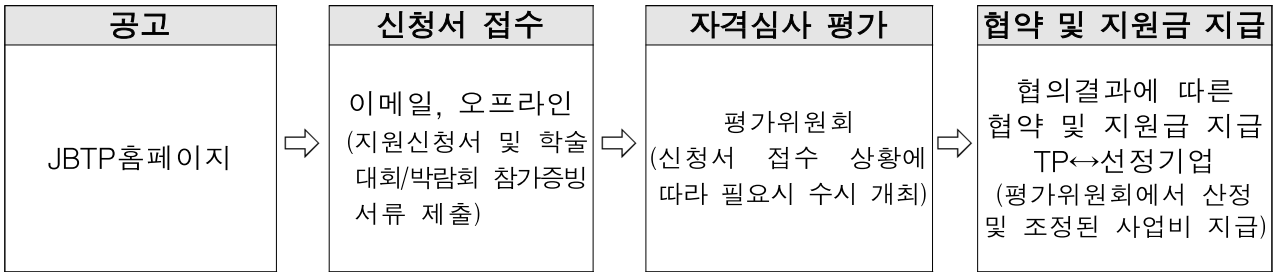 공고
JBTP홈페이지
신청서 접수
이메일, 오프라인
(지원신청서 및 학술
대회/박람회 참가증빙
서류 제출)
자격심사 평가
평가위원회
(신청서 접수 상황에
따라 필요시 수시 개최)
협약 및 지원금 지급
협의결과에 따른
협약 및 지원급 지급
TP↔선정기업
(평가위원회에서 산정
및 조정된 사업비 지급)